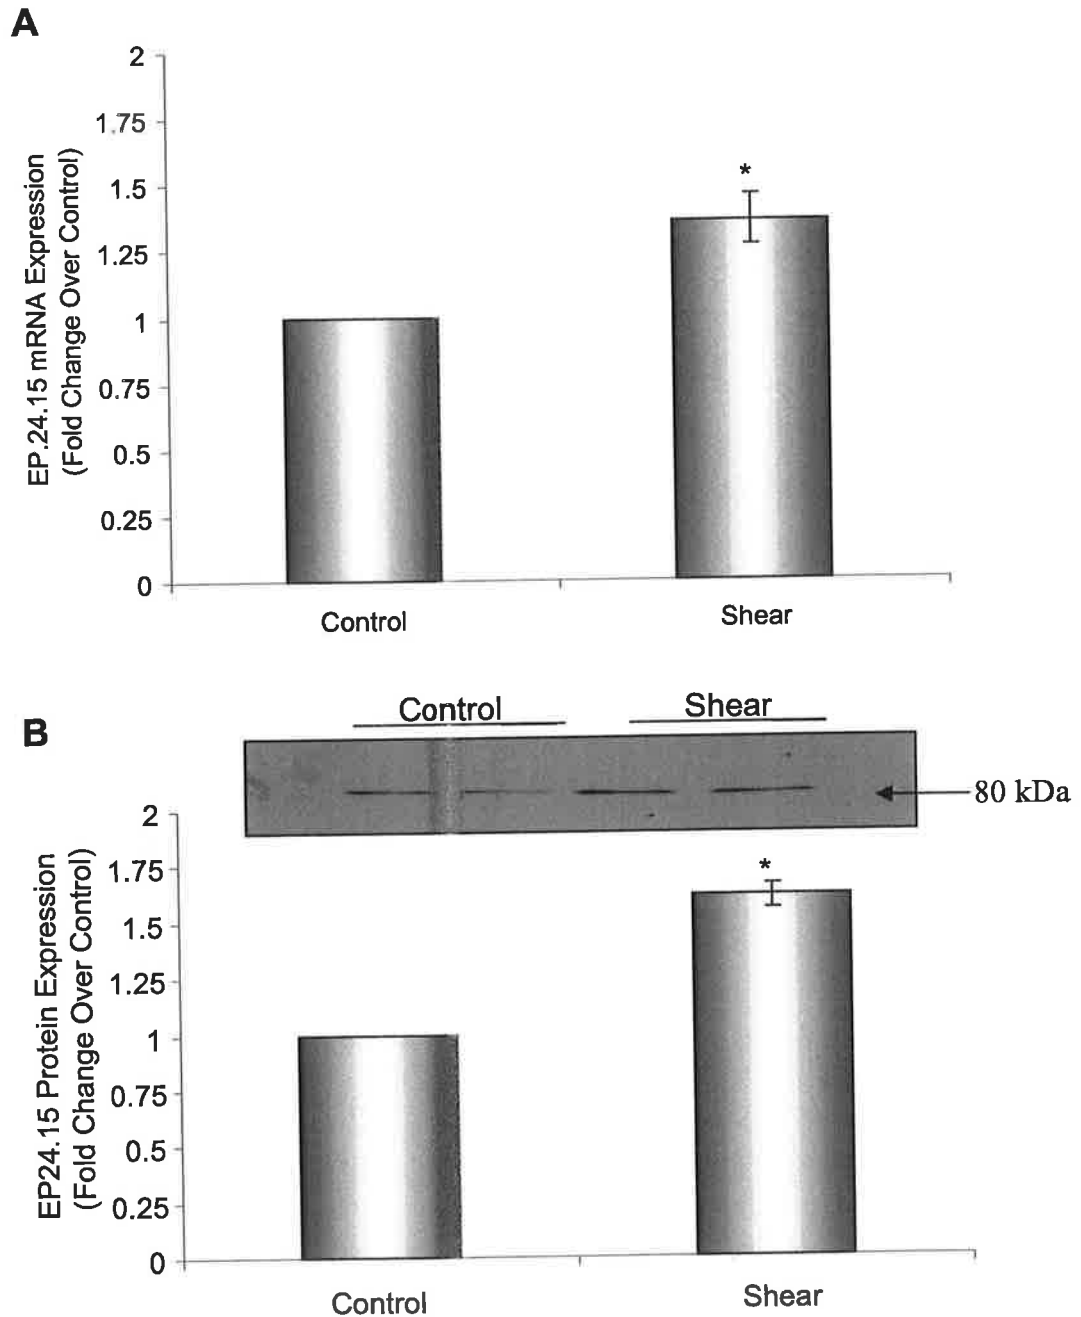 A
2
1.75
1.5
1.25
1
0.75
0.5
0.25
0
EP.24.15 mRNA Expression
(Fold Change Over Control)
*
Control
Shear
B
Control
Shear
80 kDa
2
1.75
1.5
1.25
1
0.75
0.5
0.25
0
EP24.15 Protein Expression
(Fold Change Over Control)
*
Control
Shear